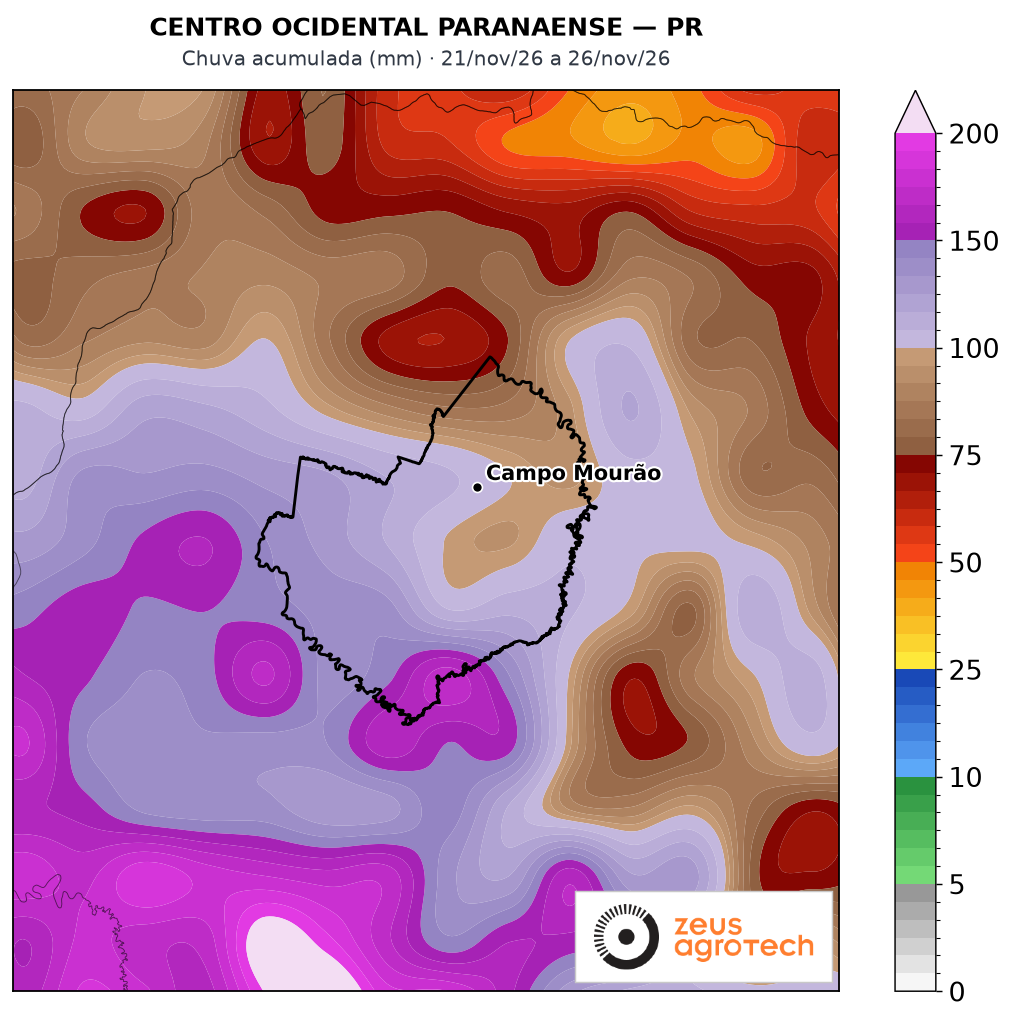 CENTRO OCIDENTAL PARANAENSE — PR
Chuva acumulada (mm) · 21/nov/26 a 26/nov/26
Campo Mourão
200
150
100
75
50
25
10
5
0
zeus
agrotech